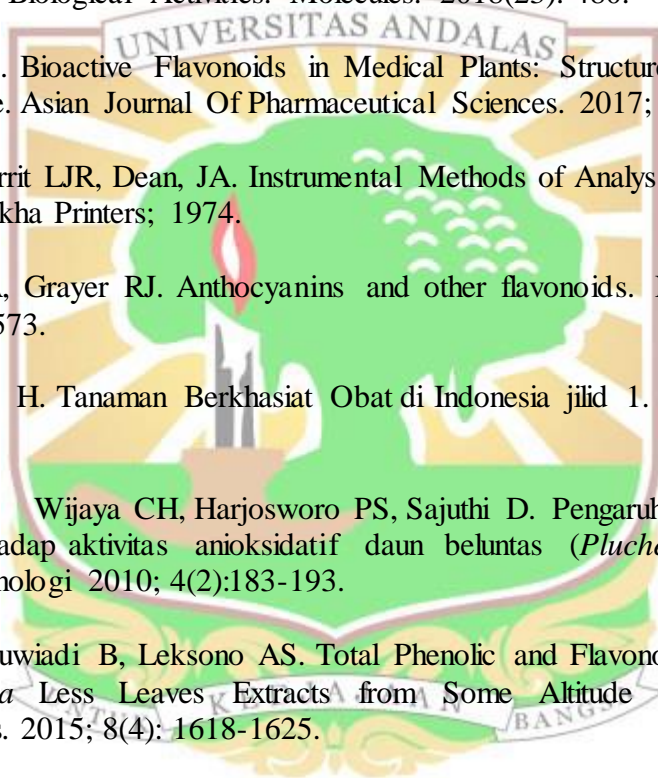 Biological Activities. Molecules. 2018(23): 480.
UNIVERSITAS ANDALAS
. Bioactive Flavonoids in Medical Plants: Structure
e. Asian Journal Of Pharmaceutical Sciences. 2017;
rrit LJR, Dean, JA. Instrumental Methods of Analys
kha Printers; 1974.
, Grayer RJ. Anthocyanins and other flavonoids.
573.
H. Tanaman Berkhasiat Obat di Indonesia jilid 1.
Wijaya CH, Harjosworo PS, Sajuthi D. Pengaruh
adap aktivitas anioksidatif daun beluntas (Pluche
nologi 2010; 4(2):183-193.
uwiadi B, Leksono AS. Total Phenolic and Flavono
a Less Leaves Extracts from Some Altitude
s. 2015; 8(4): 1618-1625.
BANGS